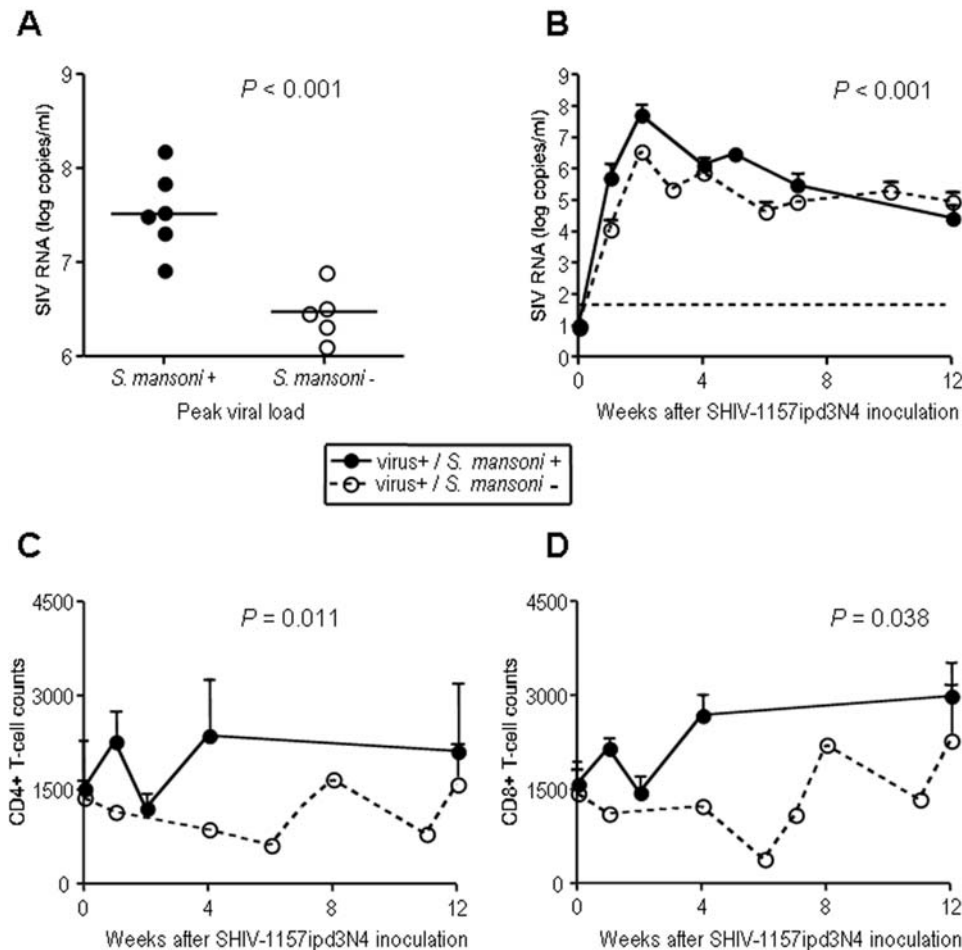 A
P < 0.001
SIV RNA (log copies/ml)
9
8
7
6
S. mansoni +
S. mansoni -
Peak viral load
B
P < 0.001
SIV RNA (log copies/ml)
9
8
7
6
5
4
3
2
1
0
0
4
8
12
Weeks after SHIV-1157ipd3N4 inoculation
virus+ / S. mansoni +
virus+ / S. mansoni -
C
P = 0.011
CD4+ T-cell counts
4500
3000
1500
0
0
4
8
12
Weeks after SHIV-1157ipd3N4 inoculation
D
P = 0.038
CD8+ T-cell counts
4500
3000
1500
0
0
4
8
12
Weeks after SHIV-1157ipd3N4 inoculation